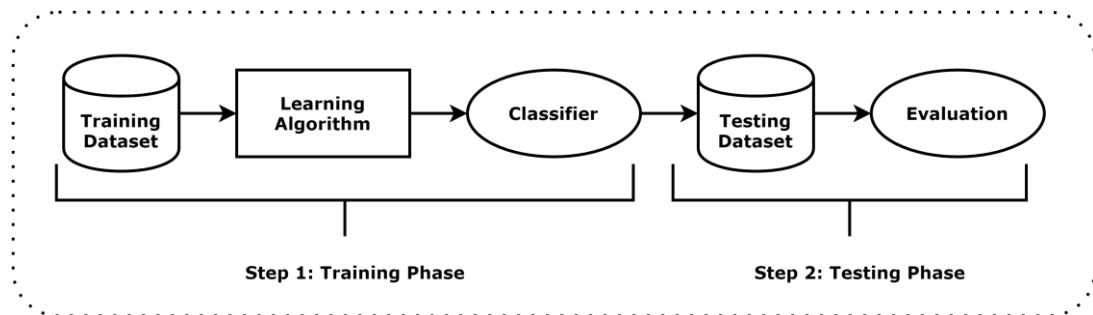 Training
Dataset
Learning
Algorithm
Classifier
Testing
Dataset
Evaluation
Step 1: Training Phase
Step 2: Testing Phase